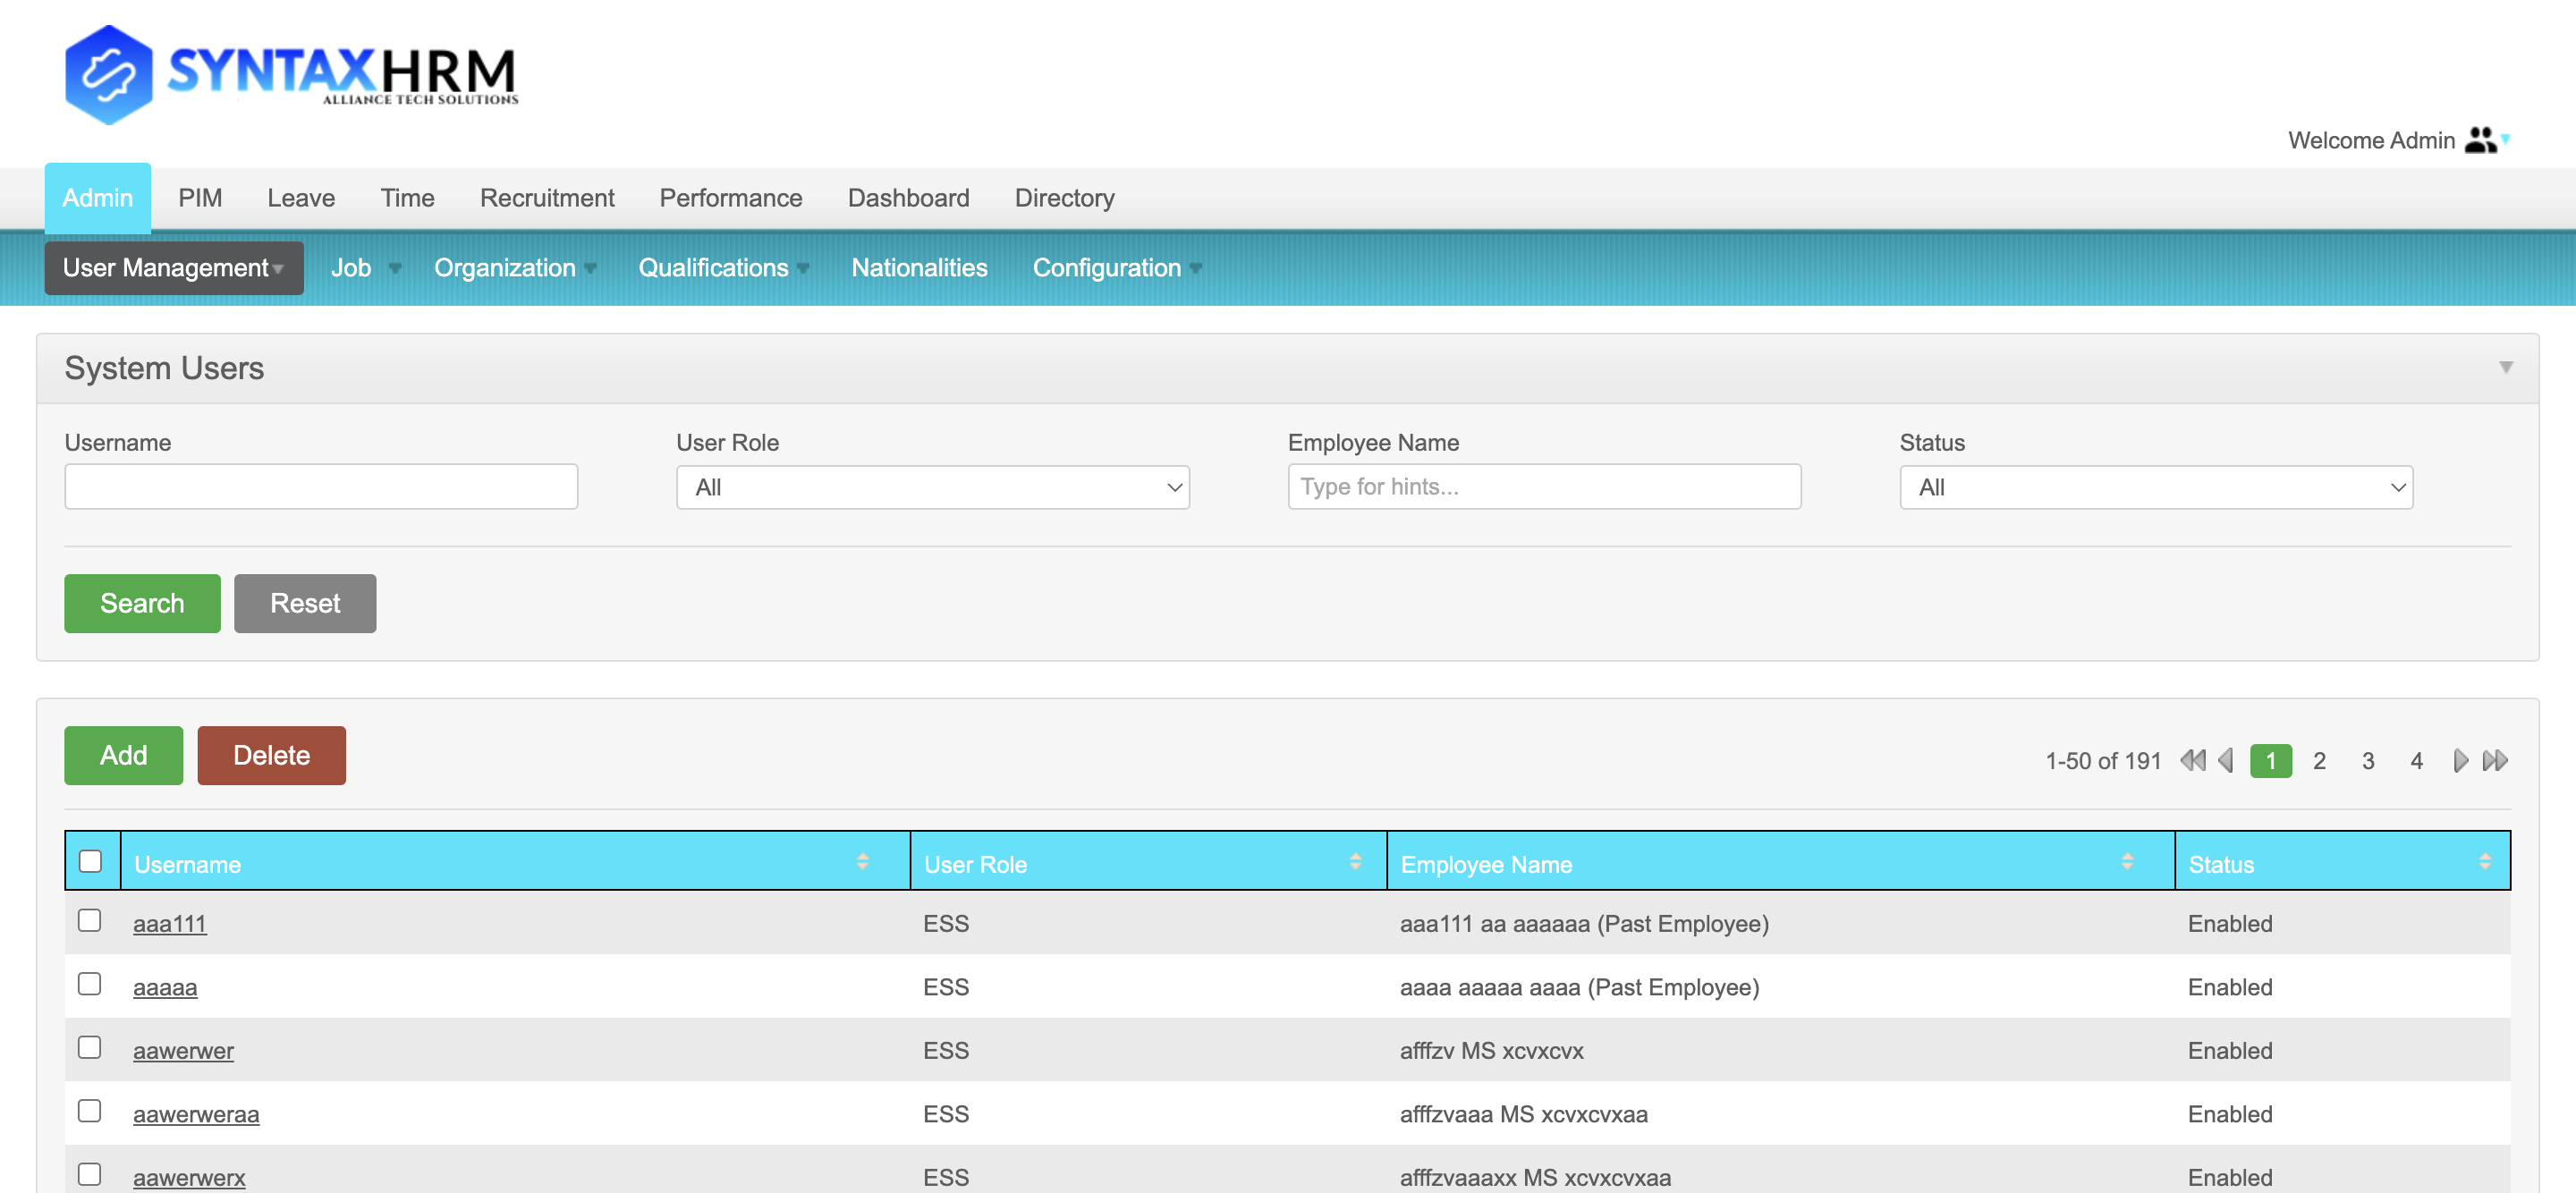 SYNTAXHRM
ALLIANCE TECH SOLUTIONS
Welcome Admin
Admin PIM Leave Time Recruitment Performance Dashboard Directory
User Management Job Organization Qualifications Nationalities Configuration
System Users
Username User Role Employee Name Status
All Type for hints... All
Search Reset
Add Delete 1-50 of 191 1 2 3 4
Username User Role Employee Name Status
aaa111 ESS aaa111 aa aaaaaa (Past Employee) Enabled
aaaaa ESS aaaa aaaaa aaaa (Past Employee) Enabled
aawerwer ESS afffzv MS xcvxcvx Enabled
aawerweraa ESS afffzvaaa MS xcvxcvxaa Enabled
aawerwerx ESS afffzvaaaxx MS xcvxcvxaa Enabled